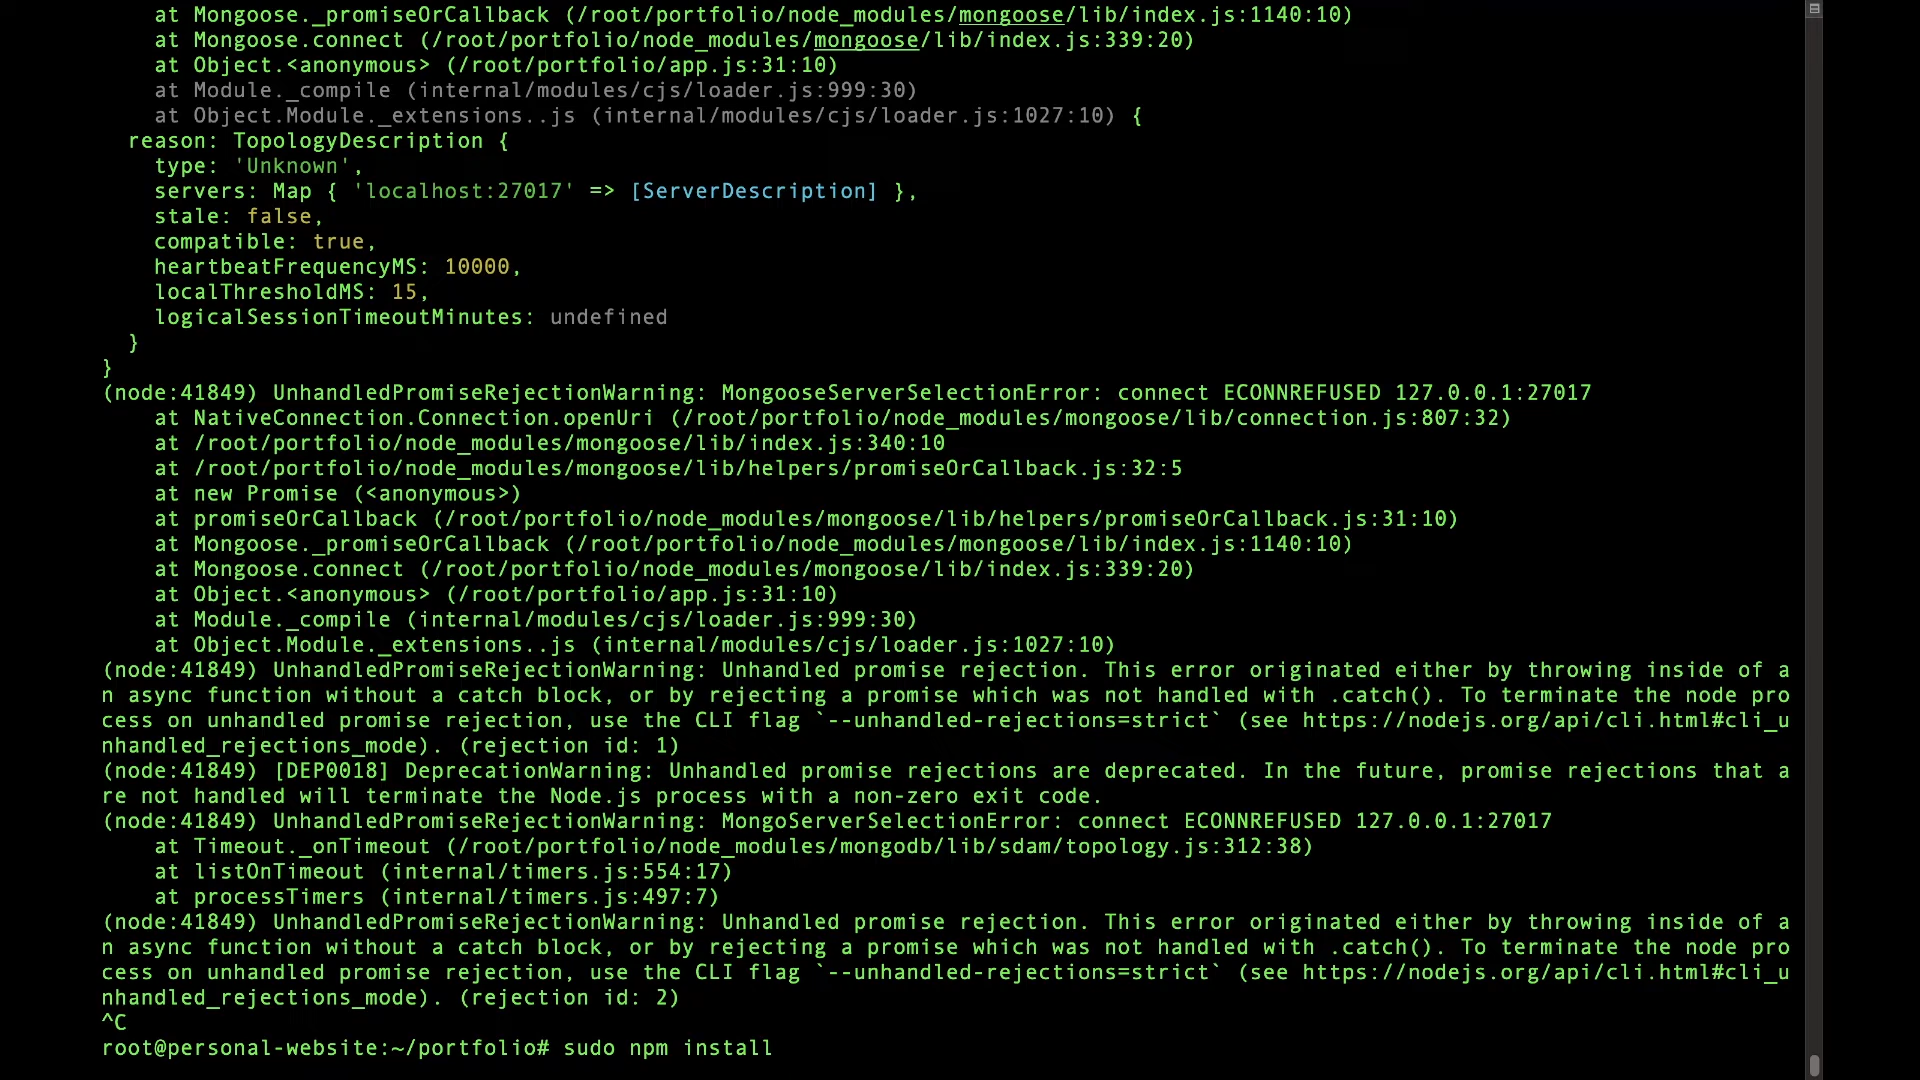 at Mongoose._promiseOrCallback (/root/portfolio/node_modules/mongoose/lib/index.js:1140:10)
    at Mongoose.connect (/root/portfolio/node_modules/mongoose/lib/index.js:339:20)
    at Object.<anonymous> (/root/portfolio/app.js:31:10)
    at Module._compile (internal/modules/cjs/loader.js:999:30)
    at Object.Module._extensions..js (internal/modules/cjs/loader.js:1027:10) {
  reason: TopologyDescription {
    type: 'Unknown',
    servers: Map { 'localhost:27017' => [ServerDescription] },
    stale: false,
    compatible: true,
    heartbeatFrequencyMS: 10000,
    localThresholdMS: 15,
    logicalSessionTimeoutMinutes: undefined
  }
}
(node:41849) UnhandledPromiseRejectionWarning: MongooseServerSelectionError: connect ECONNREFUSED 127.0.0.1:27017
    at NativeConnection.Connection.openUri (/root/portfolio/node_modules/mongoose/lib/connection.js:807:32)
    at /root/portfolio/node_modules/mongoose/lib/index.js:340:10
    at /root/portfolio/node_modules/mongoose/lib/helpers/promiseOrCallback.js:32:5
    at new Promise (<anonymous>)
    at promiseOrCallback (/root/portfolio/node_modules/mongoose/lib/helpers/promiseOrCallback.js:31:10)
    at Mongoose._promiseOrCallback (/root/portfolio/node_modules/mongoose/lib/index.js:1140:10)
    at Mongoose.connect (/root/portfolio/node_modules/mongoose/lib/index.js:339:20)
    at Object.<anonymous> (/root/portfolio/app.js:31:10)
    at Module._compile (internal/modules/cjs/loader.js:999:30)
    at Object.Module._extensions..js (internal/modules/cjs/loader.js:1027:10)
(node:41849) UnhandledPromiseRejectionWarning: Unhandled promise rejection. This error originated either by throwing inside of a
n async function without a catch block, or by rejecting a promise which was not handled with .catch(). To terminate the node pro
cess on unhandled promise rejection, use the CLI flag `--unhandled-rejections=strict` (see https://nodejs.org/api/cli.html#cli_u
nhandled_rejections_mode). (rejection id: 1)
(node:41849) [DEP0018] DeprecationWarning: Unhandled promise rejections are deprecated. In the future, promise rejections that a
re not handled will terminate the Node.js process with a non-zero exit code.
(node:41849) UnhandledPromiseRejectionWarning: MongoServerSelectionError: connect ECONNREFUSED 127.0.0.1:27017
    at Timeout._onTimeout (/root/portfolio/node_modules/mongodb/lib/sdam/topology.js:312:38)
    at listOnTimeout (internal/timers.js:554:17)
    at processTimers (internal/timers.js:497:7)
(node:41849) UnhandledPromiseRejectionWarning: Unhandled promise rejection. This error originated either by throwing inside of a
n async function without a catch block, or by rejecting a promise which was not handled with .catch(). To terminate the node pro
cess on unhandled promise rejection, use the CLI flag `--unhandled-rejections=strict` (see https://nodejs.org/api/cli.html#cli_u
nhandled_rejections_mode). (rejection id: 2)
^C
root@personal-website:~/portfolio# sudo npm install